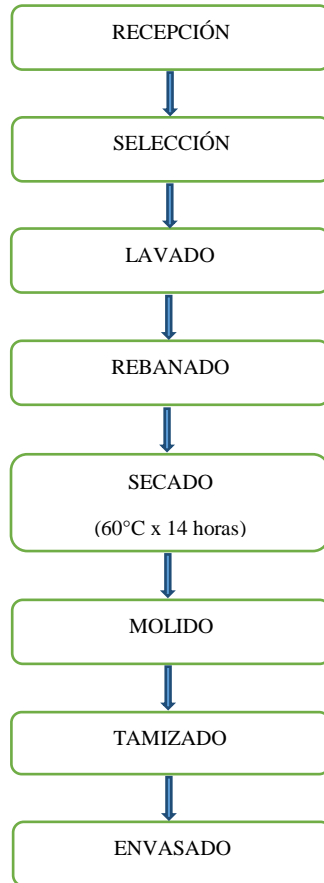 RECEPCIÓN
SELECCIÓN
LAVADO
REBANADO
SECADO
(60°C x 14 horas)
MOLIDO
TAMIZADO
ENVASADO